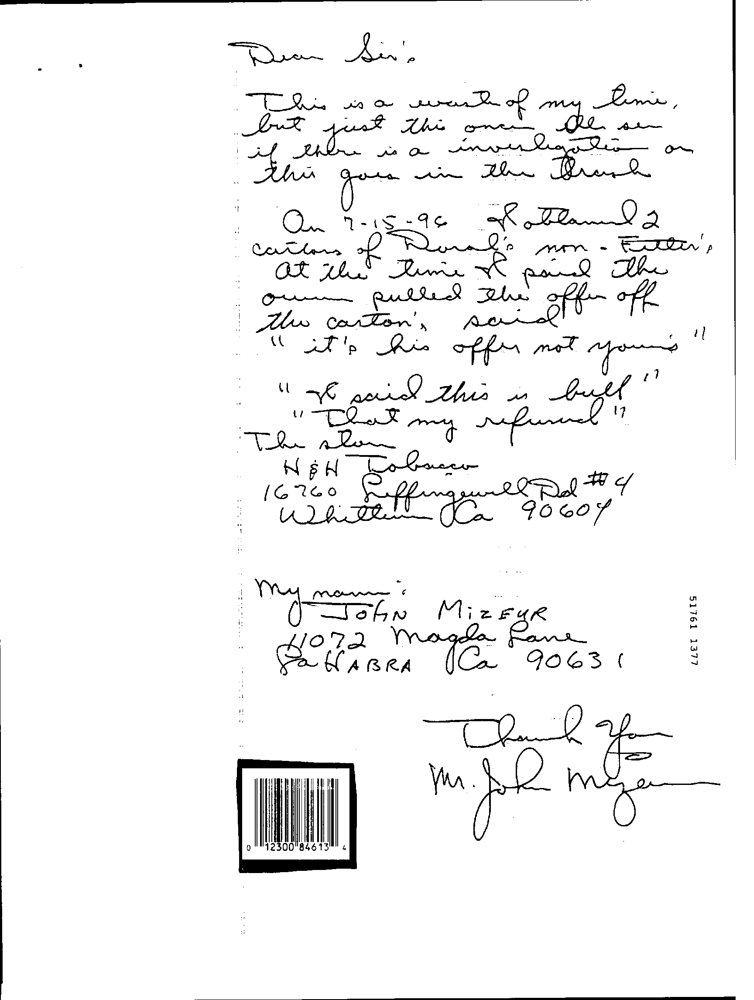 Dear Sir's
This is a waste of my time,
but just this once Ill see
if there is a investigation or
this goes in the Trash
On 7-15-96 I obtained 2
cartons of Doral's non-Filter's
At the time I paid the
owner pulled the offer off
the carton's, said
" it's his offer not your's "
" I said this is bull "
" That my refund "
The store
H & H Tobacco
16760 Leffingwell Rd #4
Whittier Ca 90604
My name:
JOHN MIZEUR
11072 Magda Lane
La HABRA Ca 90631
51761 1377
Thank You
Mr. John Mizeur
0 12300 84613 4